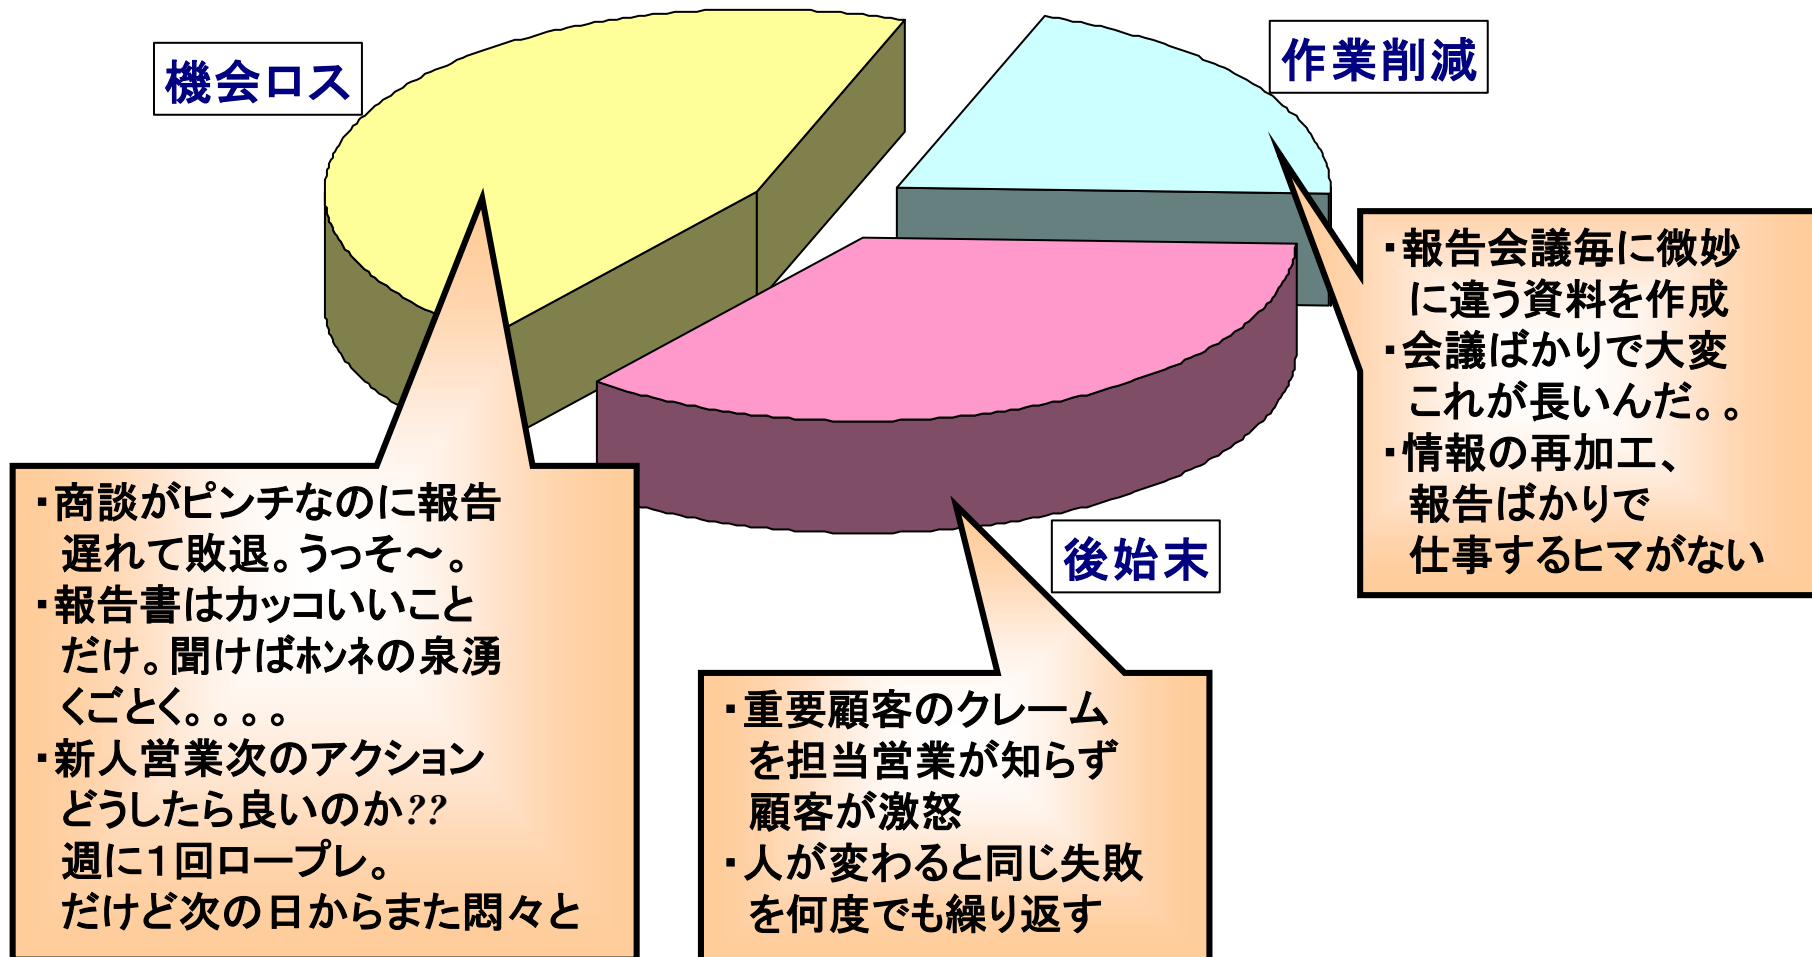 機会ロス
作業削減
・報告会議毎に微妙
に違う資料を作成
・会議ばかりで大変
これが長いんだ。。
・情報の再加工、
報告ばかりで
仕事するヒマがない
・商談がピンチなのに報告
遅れて敗退。うっそ～。
・報告書はカッコいいこと
だけ。聞けばホンネの泉湧
くごとく。。。。
・新人営業次のアクション
どうしたら良いのか??
週に１回ロープレ。
だけど次の日からまた悶々と
後始末
・重要顧客のクレーム
を担当営業が知らず
顧客が激怒
・人が変わると同じ失敗
を何度でも繰り返す